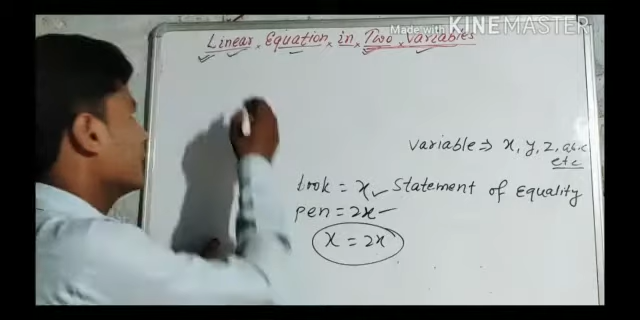 Made with KINEMASTER
Linear Equation in Two Variables
variable ⇒ x, y, z, a,b,c
etc
book = x Statement of Equality
pen = 2x
x = 2x